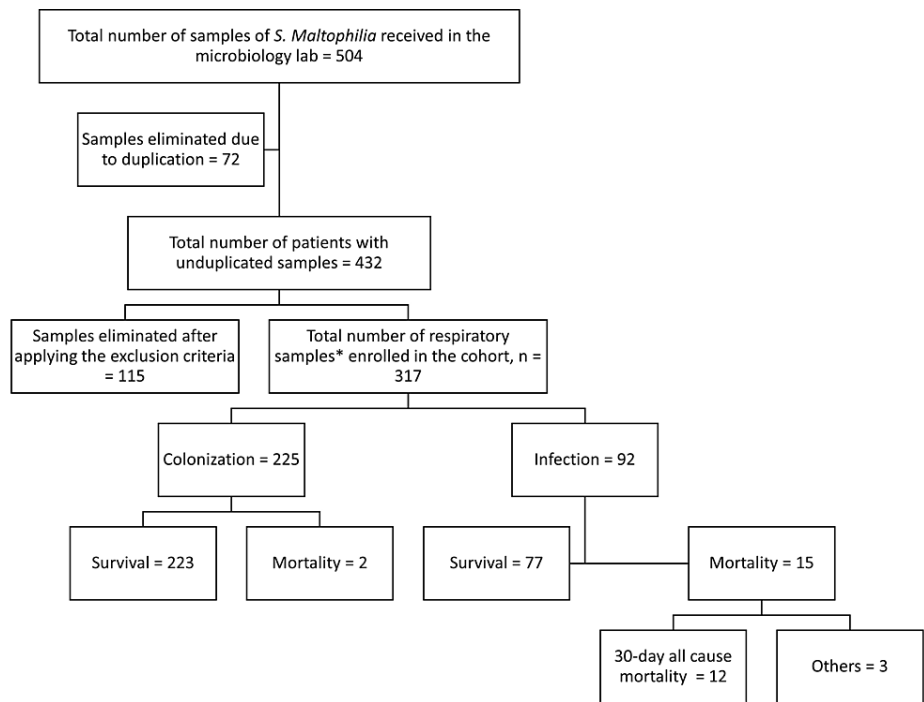 Total number of samples of S. Maltophilia received in the
microbiology lab = 504
Samples eliminated due
to duplication = 72
Total number of patients with
unduplicated samples = 432
Samples eliminated after
applying the exclusion criteria
= 115
Total number of respiratory
samples* enrolled in the cohort, n =
317
Colonization = 225
Infection = 92
Survival = 223
Mortality = 2
Survival = 77
Mortality = 15
30-day all cause
mortality = 12
Others = 3